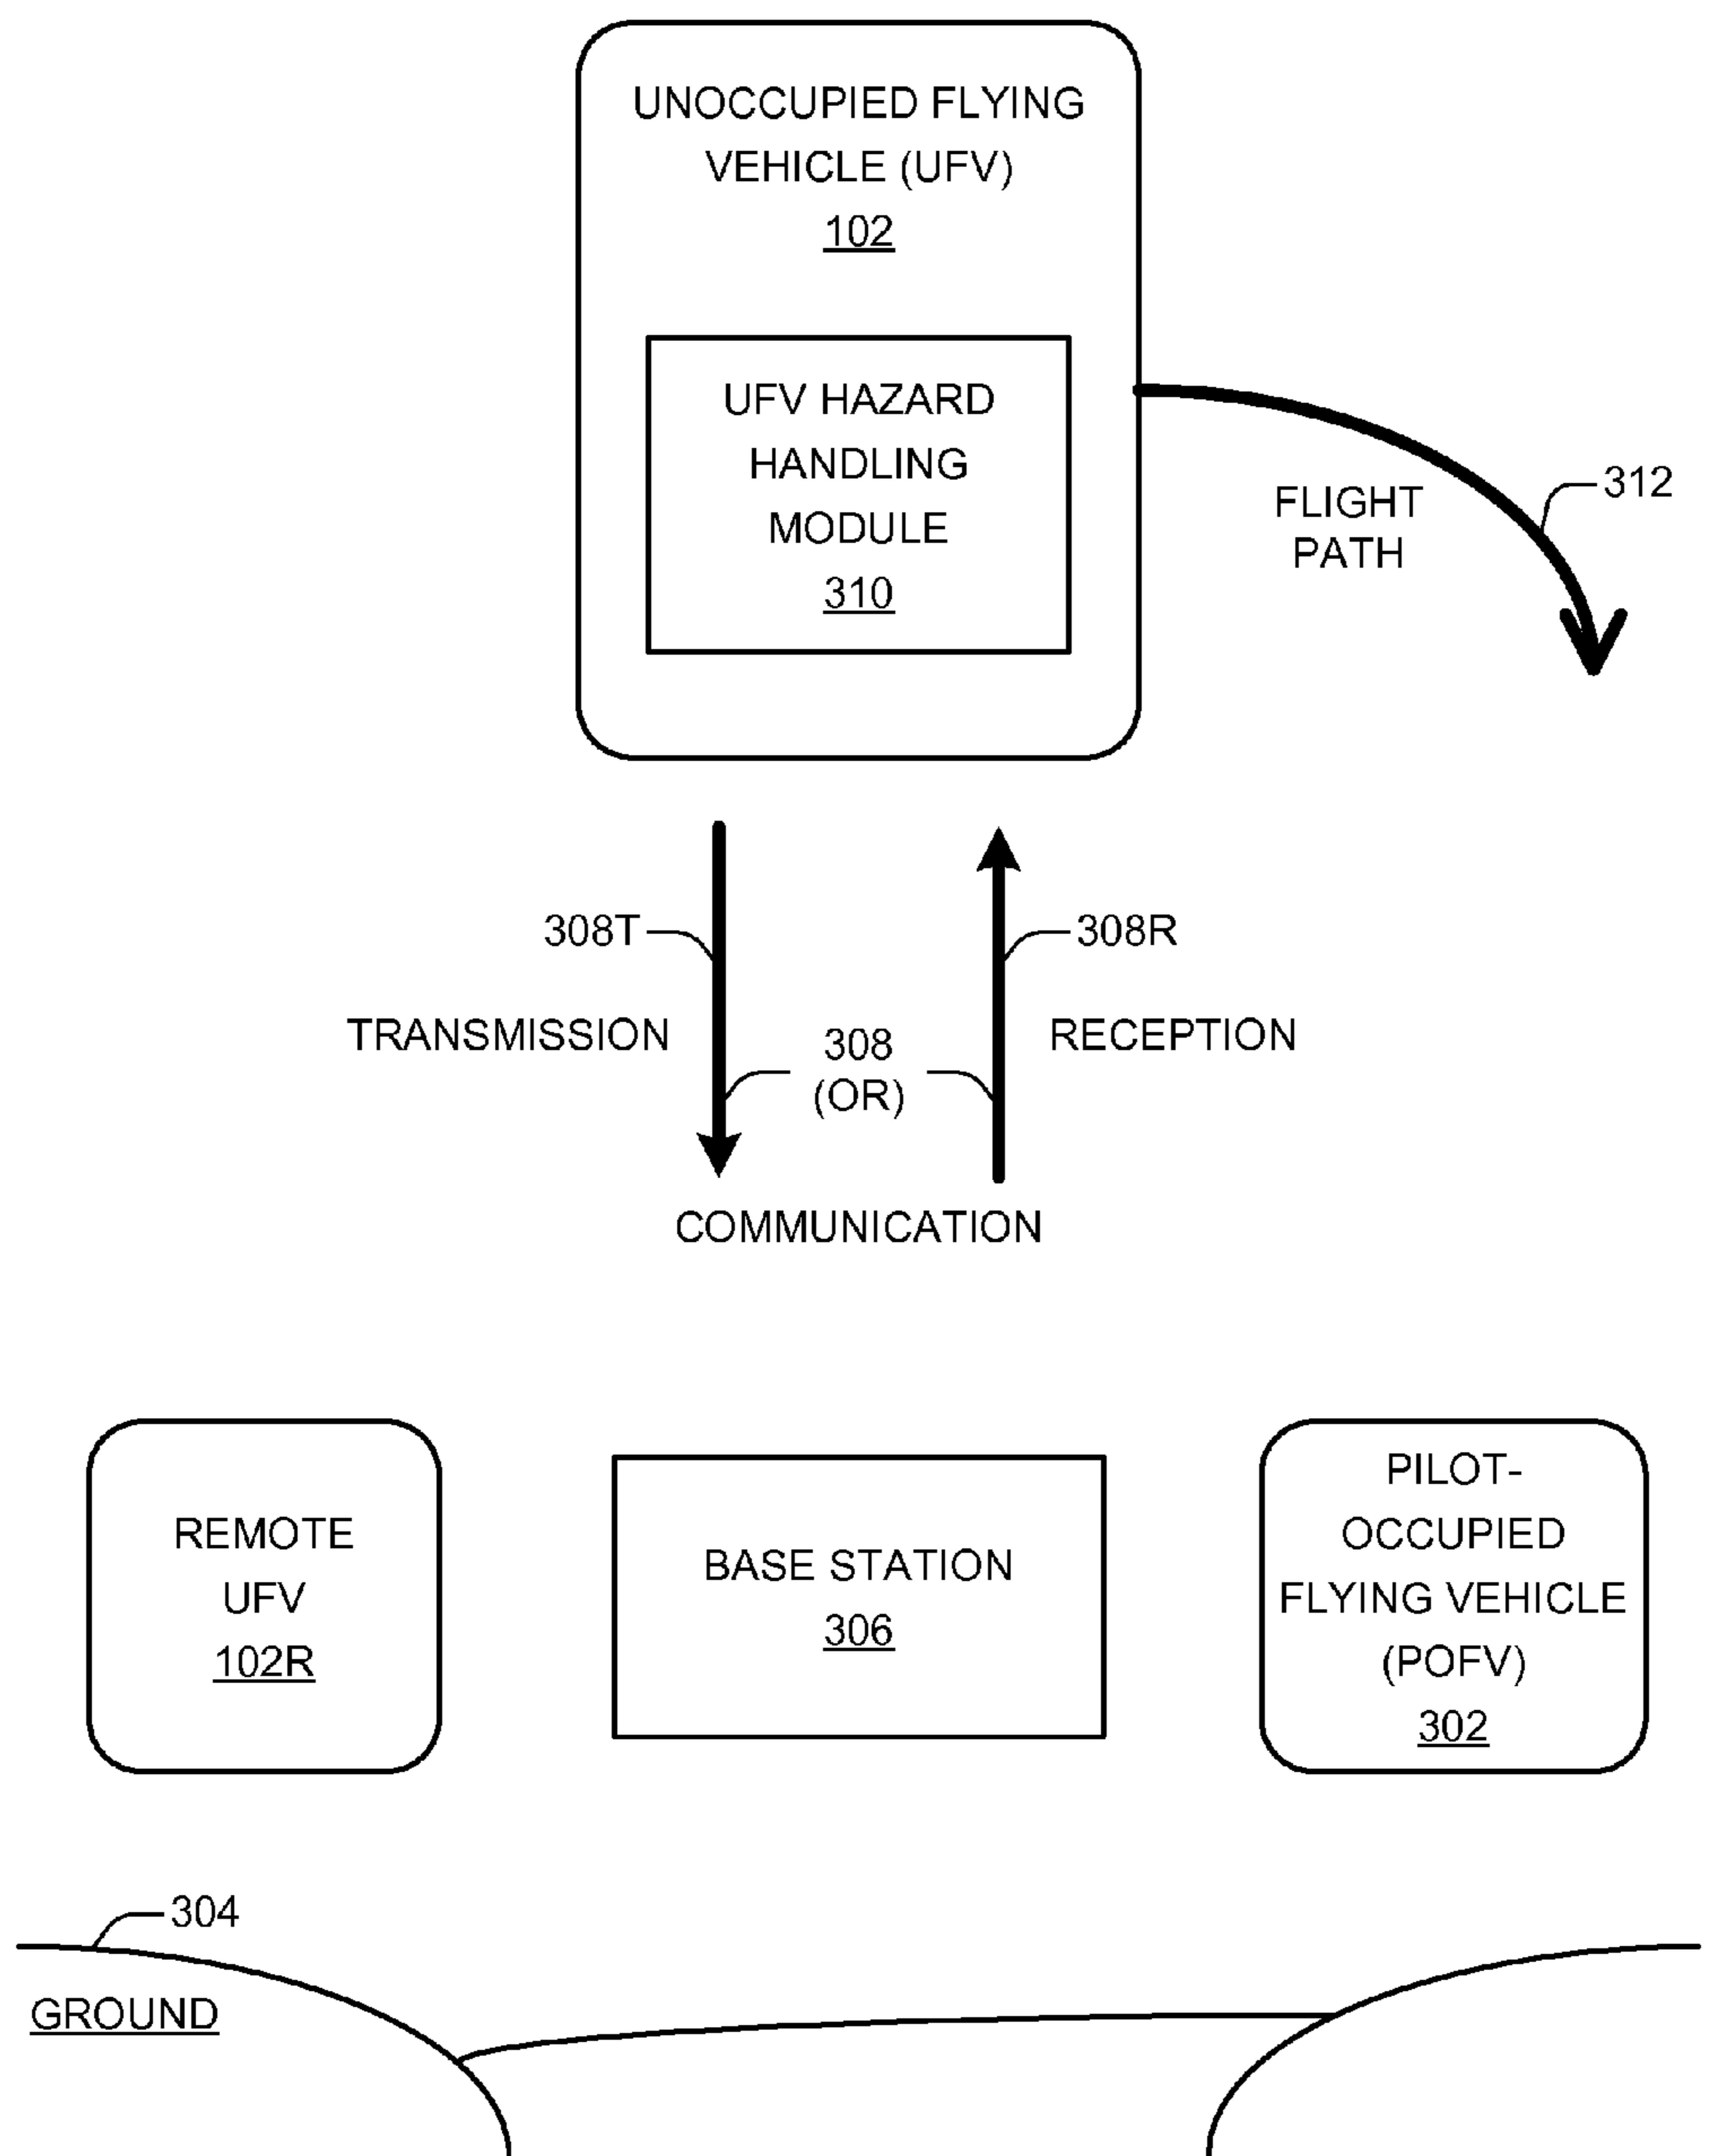 UNOCCUPIED FLYING
VEHICLE (UFV)
102
UFV HAZARD
HANDLING
MODULE
310
312
FLIGHT
PATH
308T
308R
TRANSMISSION
308
(OR)
RECEPTION
COMMUNICATION
REMOTE
UFV
102R
BASE STATION
306
PILOT-
OCCUPIED
FLYING VEHICLE
(POFV)
302
304
GROUND